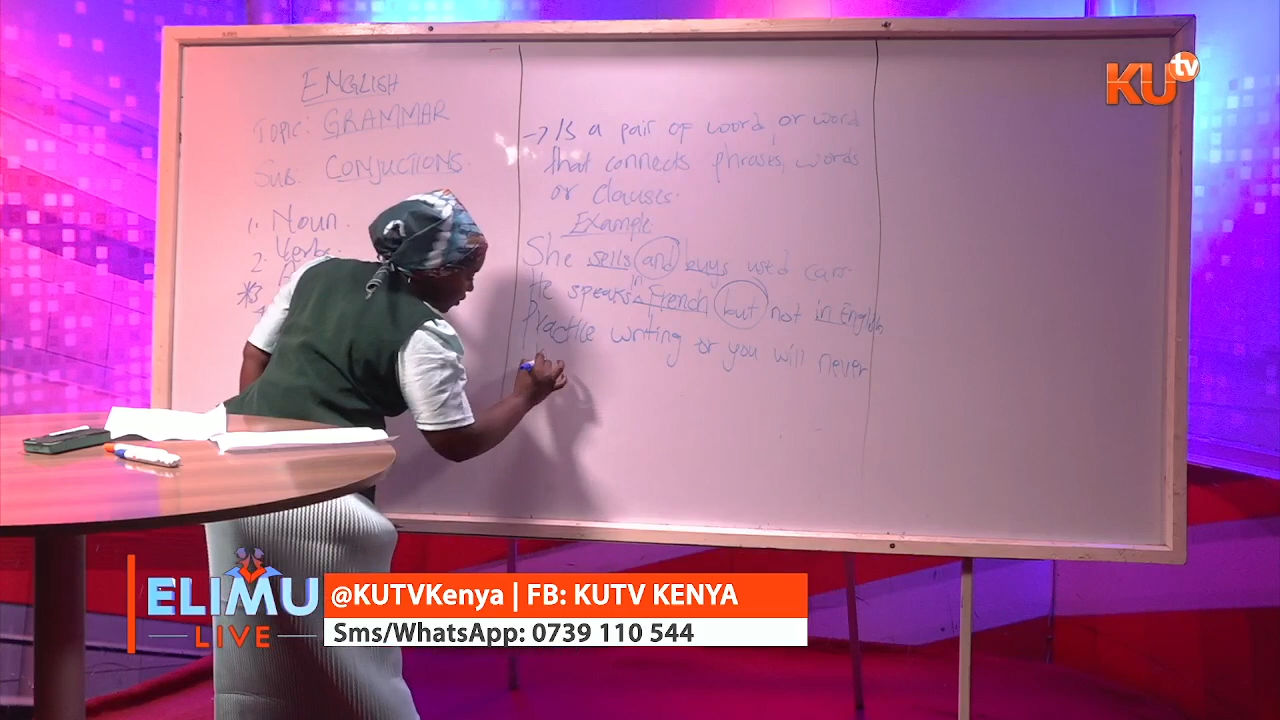 ENGLISH
Topic: GRAMMAR
Sub: CONJUCTIONS.
1. Noun.
2. Verbs.
*3
→ Is a pair of word or word
that connects phrases, words
or clauses.
Example
She sells and buys used cars
He speaks in French but not in English
Practice writing or you will never
KU tv
ELIMU
LIVE
@KUTVKenya | FB: KUTV KENYA
Sms/WhatsApp: 0739 110 544